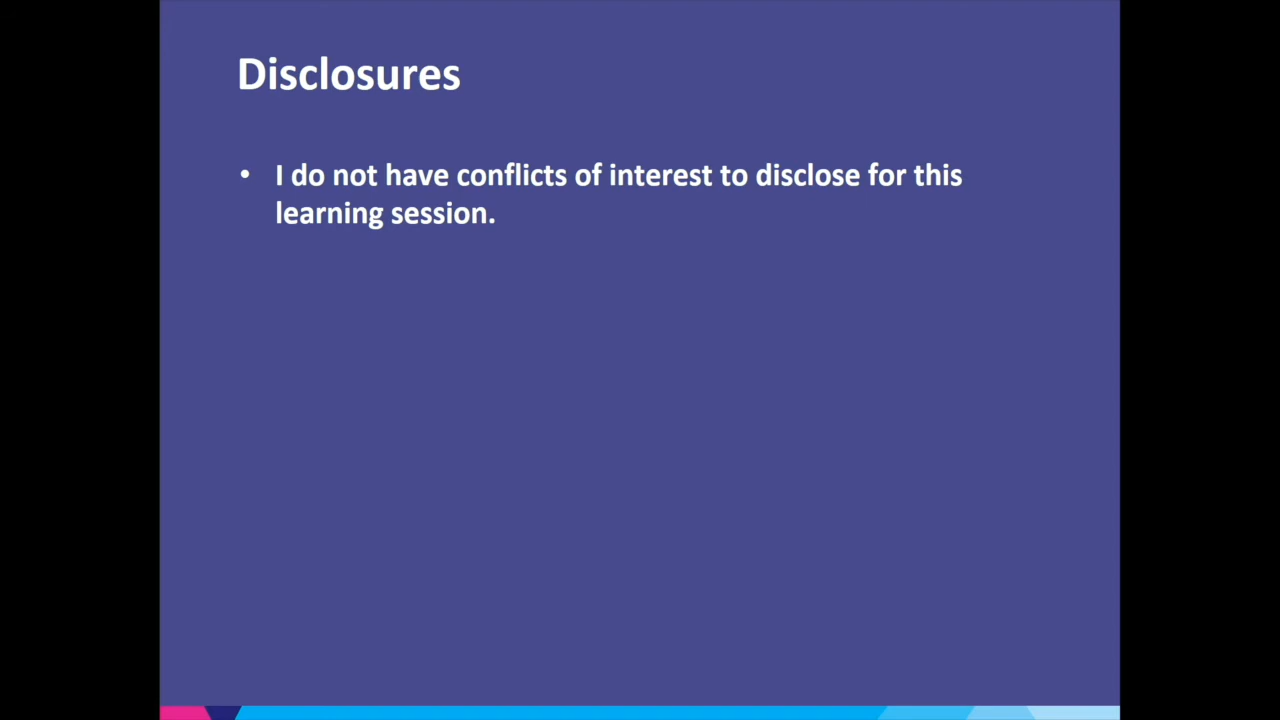 Disclosures
• I do not have conflicts of interest to disclose for this
learning session.